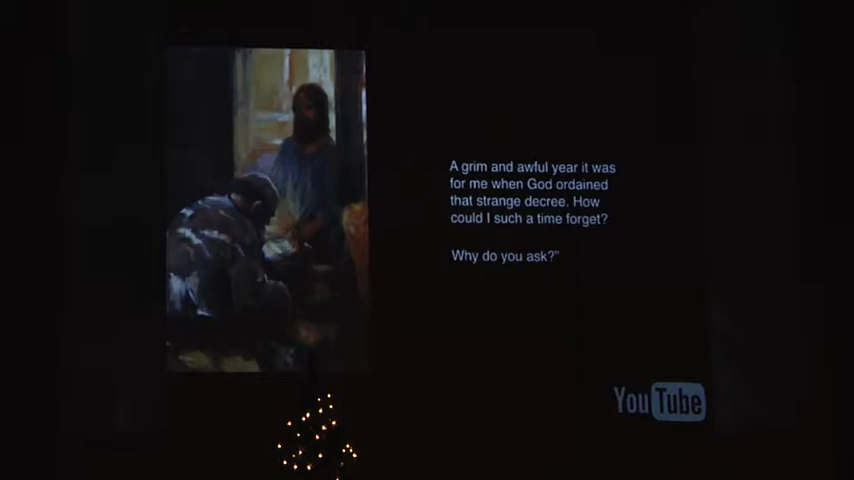 A grim and awful year it was
for me when God ordained
that strange decree. How
could I such a time forget?
Why do you ask?"
YouTube